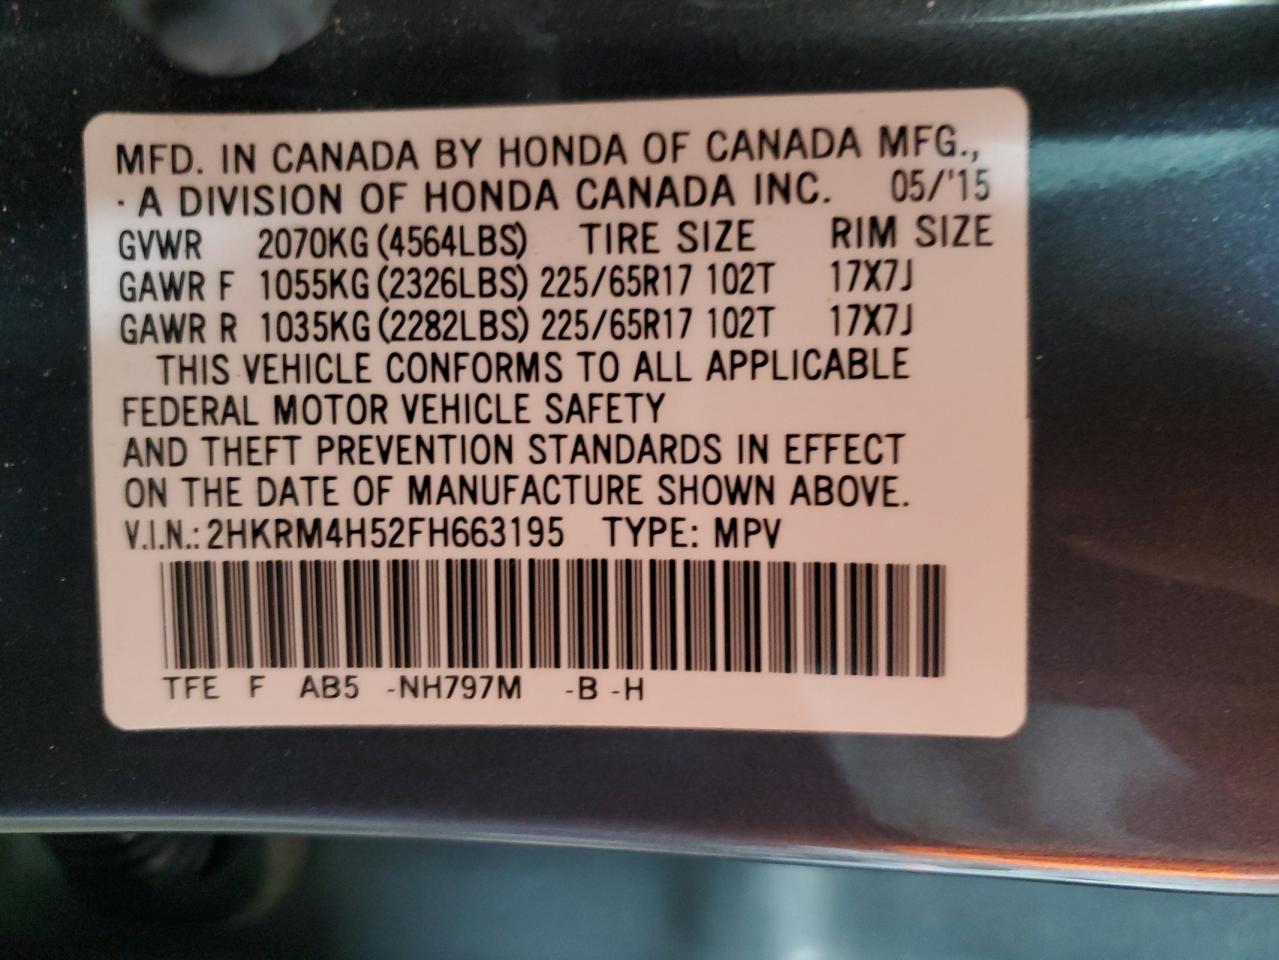 MFD. IN CANADA BY HONDA OF CANADA MFG.,
· A DIVISION OF HONDA CANADA INC. 05/'15
GVWR 2070KG (4564LBS) TIRE SIZE RIM SIZE
GAWR F 1055KG (2326LBS) 225/65R17 102T 17X7J
GAWR R 1035KG (2282LBS) 225/65R17 102T 17X7J
THIS VEHICLE CONFORMS TO ALL APPLICABLE
FEDERAL MOTOR VEHICLE SAFETY
AND THEFT PREVENTION STANDARDS IN EFFECT
ON THE DATE OF MANUFACTURE SHOWN ABOVE.
V.I.N.: 2HKRM4H52FH663195 TYPE: MPV
TFE F AB5 -NH797M -B -H